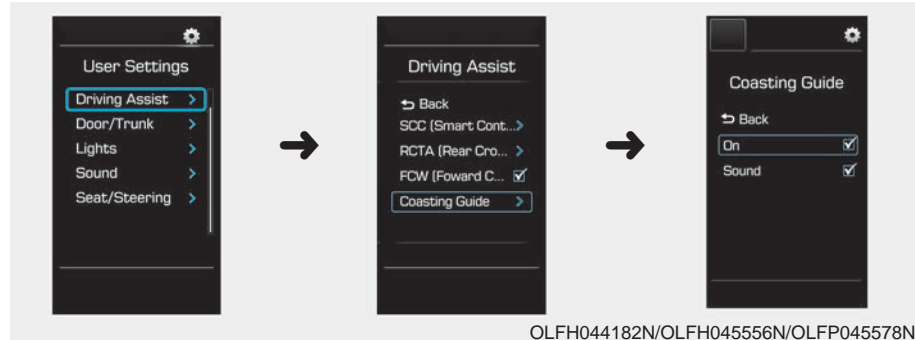 User Settings
Driving Assist >
Door/Trunk >
Lights >
Sound >
Seat/Steering >
Driving Assist
Back
SCC (Smart Cont...>
RCTA (Rear Cro... >
FCW (Foward C...
Coasting Guide >
Coasting Guide
Back
On
Sound
OLFH044182N/OLFH045556N/OLFP045578N